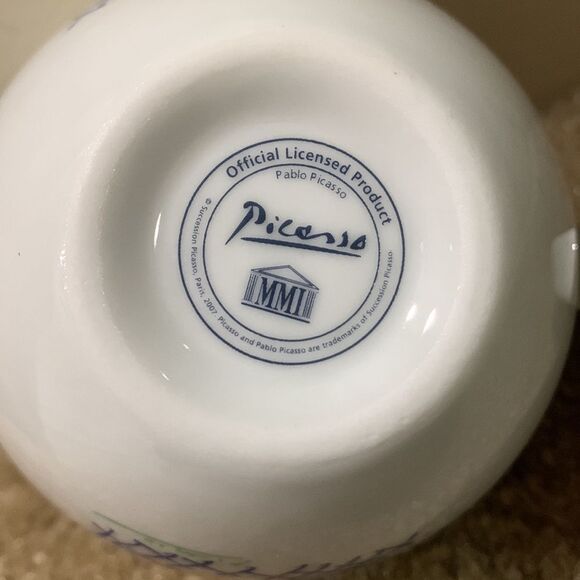 Official Licensed Product
Pablo Picasso
Picasso
MMI
© Succession Picasso, Paris, 2007 Picasso and Pablo Picasso are trademarks of Succession Picasso